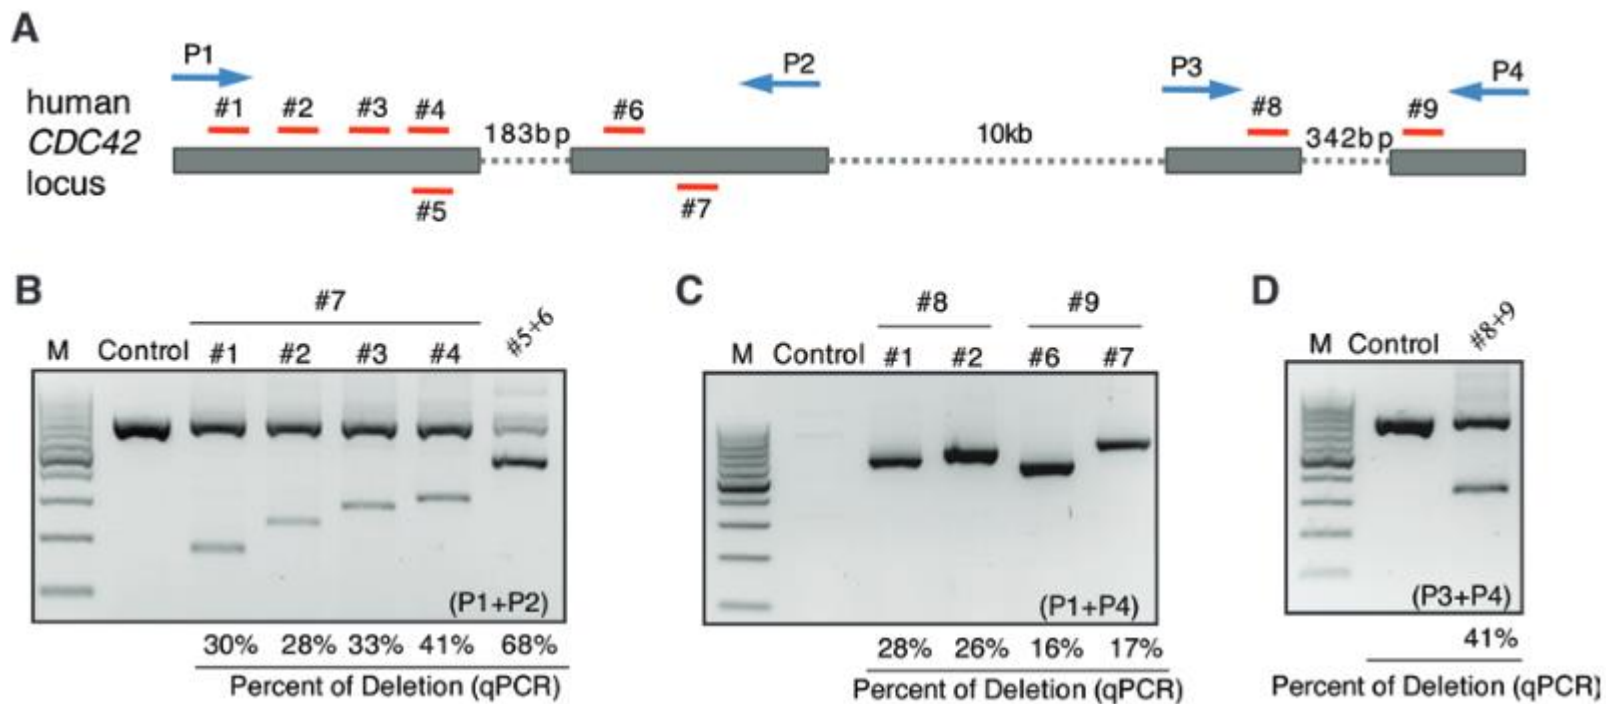 A
P1 P2 P3 P4
human #1 #2 #3 #4 #6 #8 #9
CDC42 183bp 10kb 342bp
locus
#5 #7
B
#7
M Control #1 #2 #3 #4 #5+6
(P1+P2)
30% 28% 33% 41% 68%
Percent of Deletion (qPCR)
C
#8 #9
M Control #1 #2 #6 #7
(P1+P4)
28% 26% 16% 17%
Percent of Deletion (qPCR)
D
M Control #8+9
(P3+P4)
41%
Percent of Deletion (qPCR)